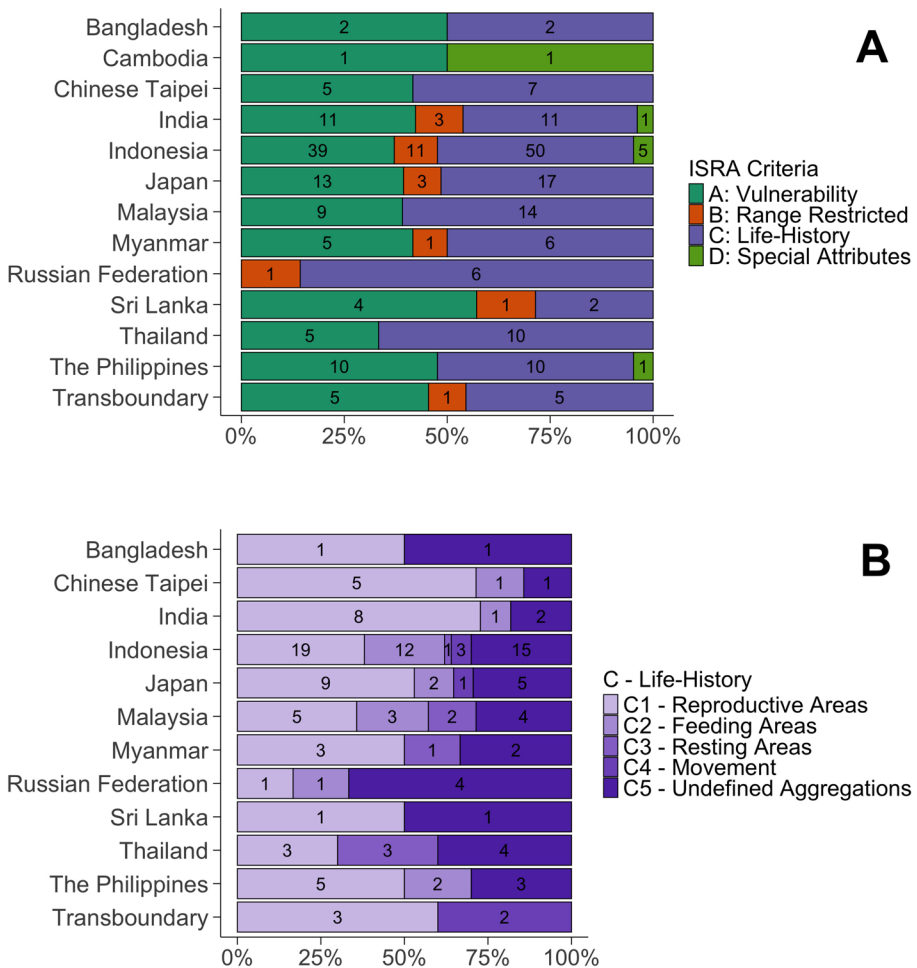 A
Bangladesh 2 2
Cambodia 1 1
Chinese Taipei 5 7
India 11 3 11 1
Indonesia 39 11 50 5
Japan 13 3 17
Malaysia 9 14
Myanmar 5 1 6
Russian Federation 1 6
Sri Lanka 4 1 2
Thailand 5 10
The Philippines 10 10 1
Transboundary 5 1 5
0% 25% 50% 75% 100%
ISRA Criteria
A: Vulnerability
B: Range Restricted
C: Life-History
D: Special Attributes
B
Bangladesh 1 1
Chinese Taipei 5 1 1
India 8 1 2
Indonesia 19 12 1 3 15
Japan 9 2 1 5
Malaysia 5 3 2 4
Myanmar 3 1 2
Russian Federation 1 1 4
Sri Lanka 1 1
Thailand 3 3 4
The Philippines 5 2 3
Transboundary 3 2
0% 25% 50% 75% 100%
C - Life-History
C1 - Reproductive Areas
C2 - Feeding Areas
C3 - Resting Areas
C4 - Movement
C5 - Undefined Aggregations